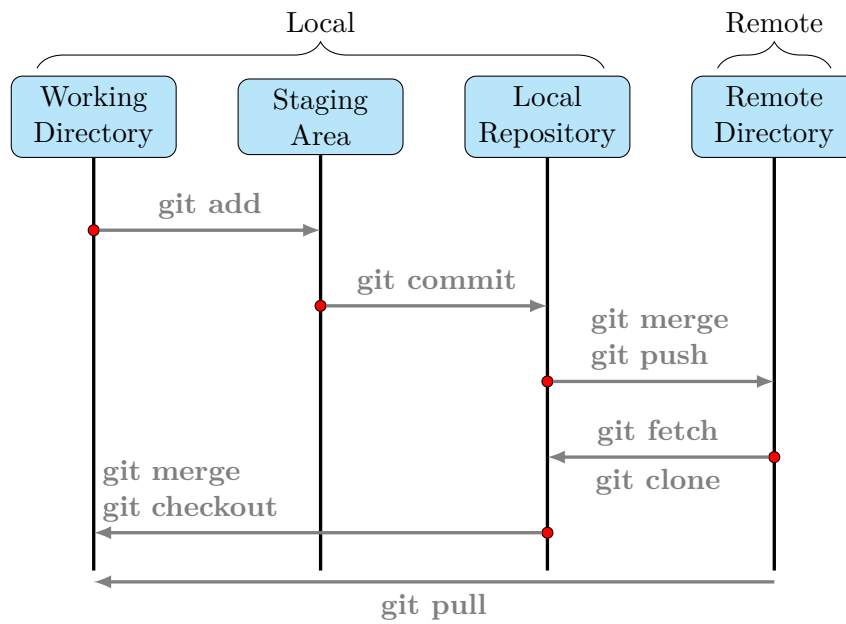 Local
Remote
Working
Directory
Staging
Area
Local
Repository
Remote
Directory
git add
git commit
git merge
git push
git fetch
git clone
git merge
git checkout
git pull